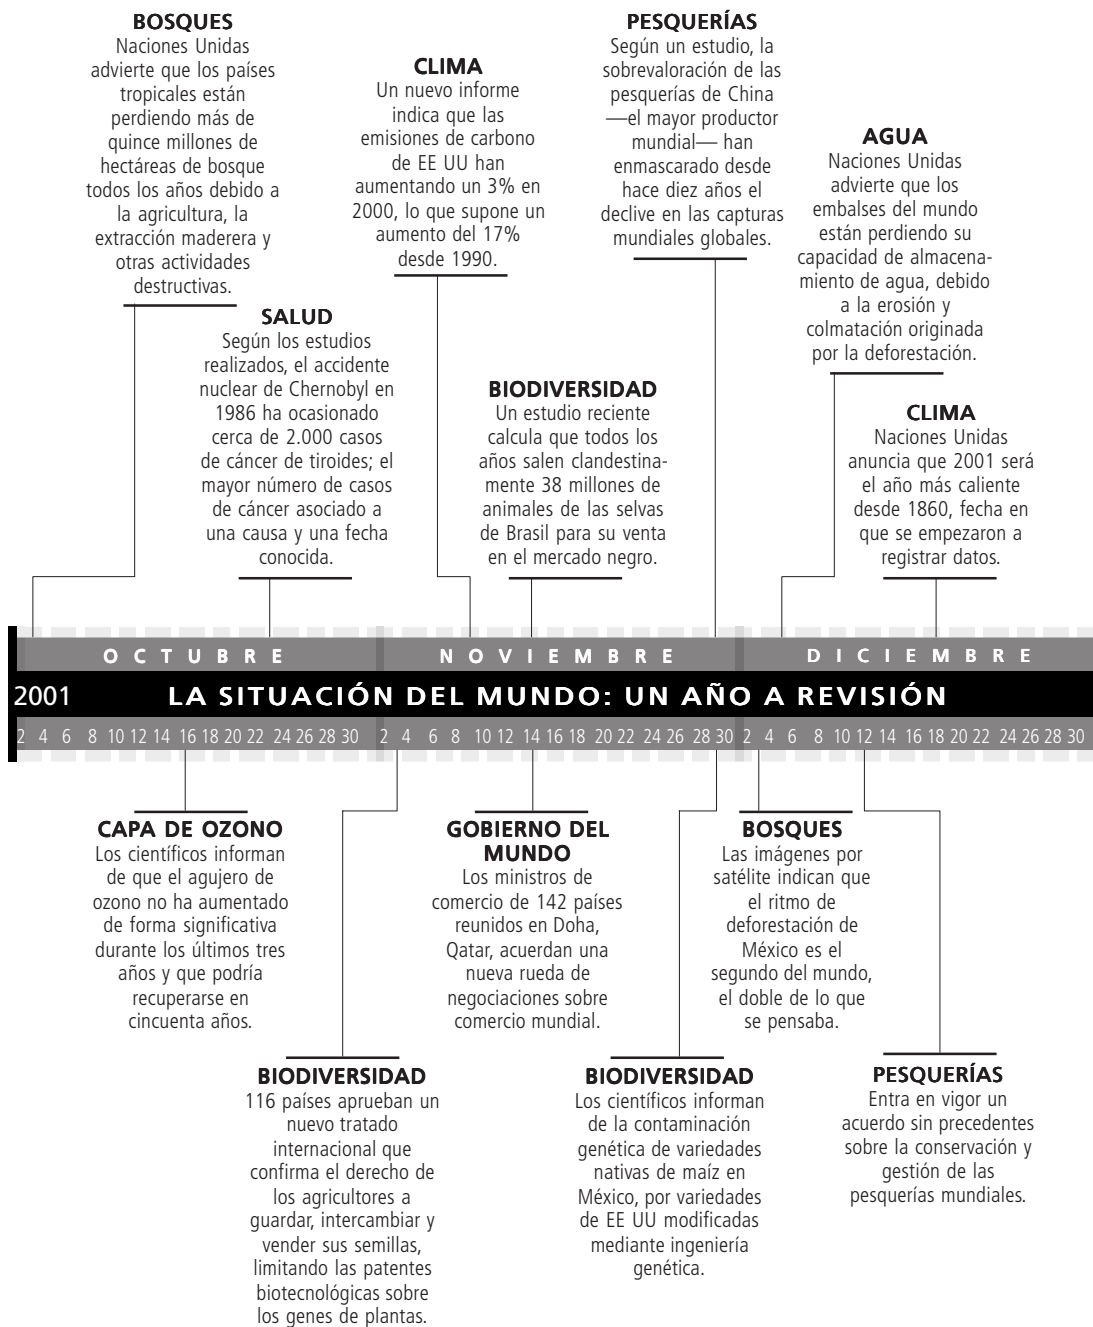 BOSQUES
Naciones Unidas
advierte que los países
tropicales están
perdiendo más de
quince millones de
hectáreas de bosque
todos los años debido a
la agricultura, la
extracción maderera y
otras actividades
destructivas.
SALUD
Según los estudios
realizados, el accidente
nuclear de Chernobyl en
1986 ha ocasionado
cerca de 2.000 casos
de cáncer de tiroides; el
mayor número de casos
de cáncer asociado a
una causa y una fecha
conocida.
CLIMA
Un nuevo informe
indica que las
emisiones de carbono
de EE UU han
aumentando un 3% en
2000, lo que supone un
aumento del 17%
desde 1990.
BIODIVERSIDAD
Un estudio reciente
calcula que todos los
años salen clandestina-
mente 38 millones de
animales de las selvas
de Brasil para su venta
en el mercado negro.
PESQUERÍAS
Según un estudio, la
sobrevaloración de las
pesquerías de China
—el mayor productor
mundial— han
enmascarado desde
hace diez años el
declive en las capturas
mundiales globales.
AGUA
Naciones Unidas
advierte que los
embalses del mundo
están perdiendo su
capacidad de almacena-
miento de agua, debido
a la erosión y
colmatación originada
por la deforestación.
CLIMA
Naciones Unidas
anuncia que 2001 será
el año más caliente
desde 1860, fecha en
que se empezaron a
registrar datos.
OCTUBRE NOVIEMBRE DICIEMBRE
2001 LA SITUACIÓN DEL MUNDO: UN AÑO A REVISIÓN
2 4 6 8 10 12 14 16 18 20 22 24 26 28 30 2 4 6 8 10 12 14 16 18 20 22 24 26 28 30 2 4 6 8 10 12 14 16 18 20 22 24 26 28 30
CAPA DE OZONO
Los científicos informan
de que el agujero de
ozono no ha aumentado
de forma significativa
durante los últimos tres
años y que podría
recuperarse en
cincuenta años.
BIODIVERSIDAD
116 países aprueban un
nuevo tratado
internacional que
confirma el derecho de
los agricultores a
guardar, intercambiar y
vender sus semillas,
limitando las patentes
biotecnológicas sobre
los genes de plantas.
GOBIERNO DEL
MUNDO
Los ministros de
comercio de 142 países
reunidos en Doha,
Qatar, acuerdan una
nueva rueda de
negociaciones sobre
comercio mundial.
BIODIVERSIDAD
Los científicos informan
de la contaminación
genética de variedades
nativas de maíz en
México, por variedades
de EE UU modificadas
mediante ingeniería
genética.
BOSQUES
Las imágenes por
satélite indican que
el ritmo de
deforestación de
México es el
segundo del mundo,
el doble de lo que
se pensaba.
PESQUERÍAS
Entra en vigor un
acuerdo sin precedentes
sobre la conservación y
gestión de las
pesquerías mundiales.